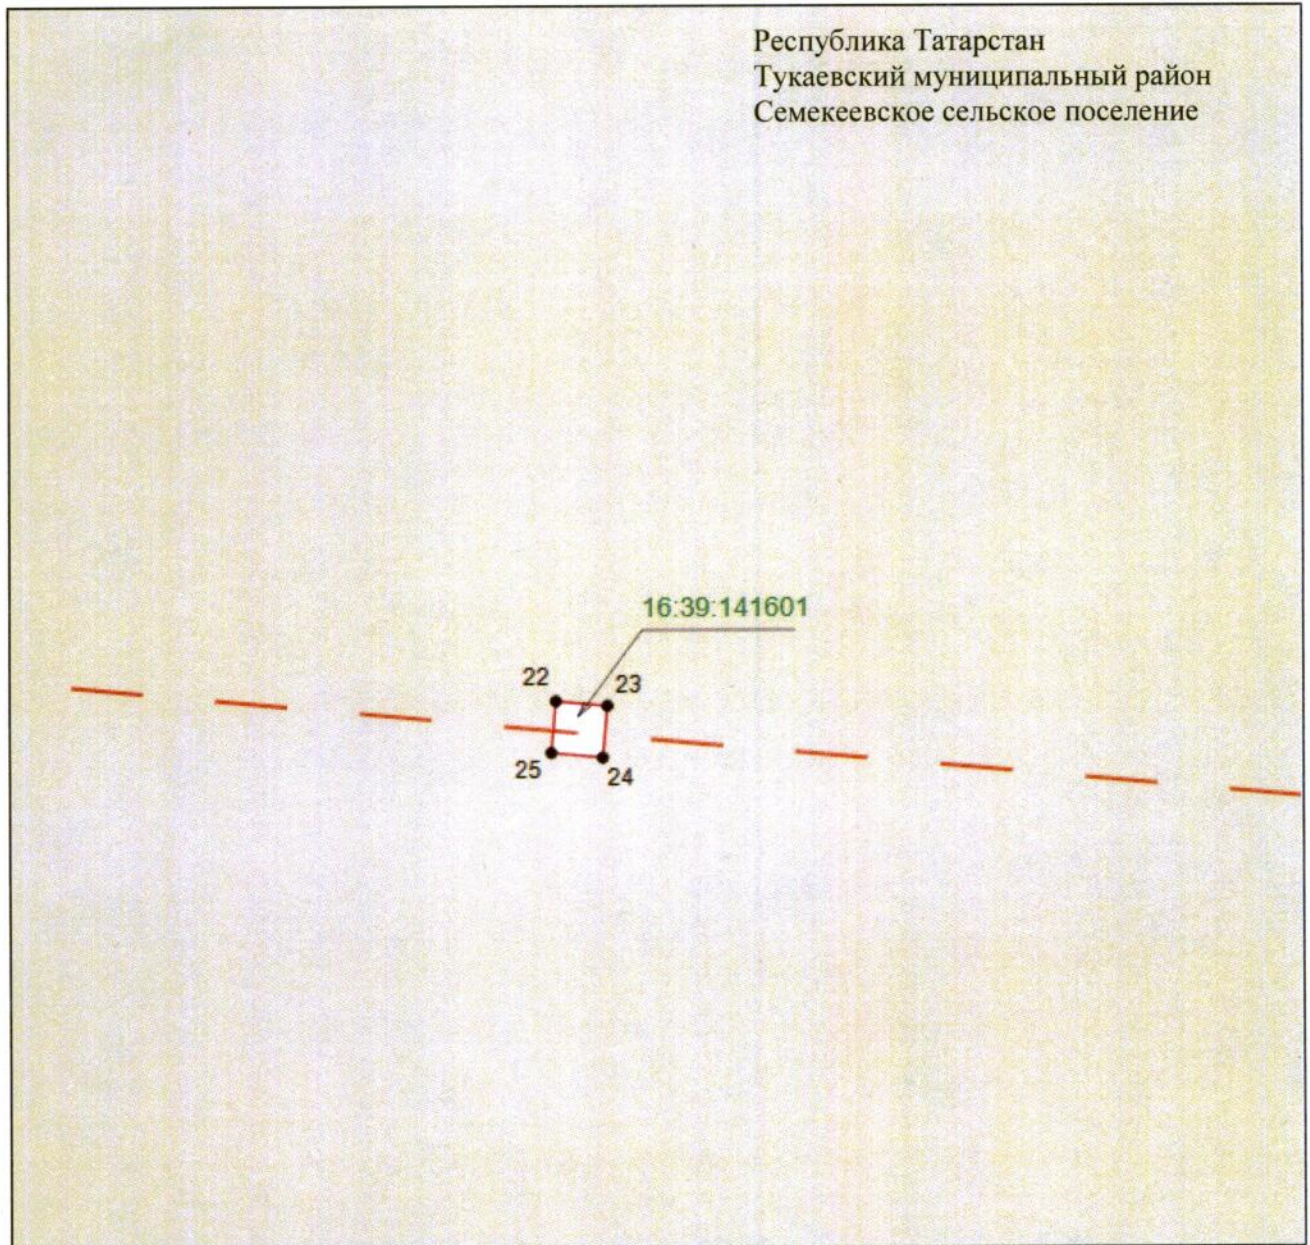 Республика Татарстан
Тукаевский муниципальный район
Семекеевское сельское поселение
16:39:141601
22
23
25
24